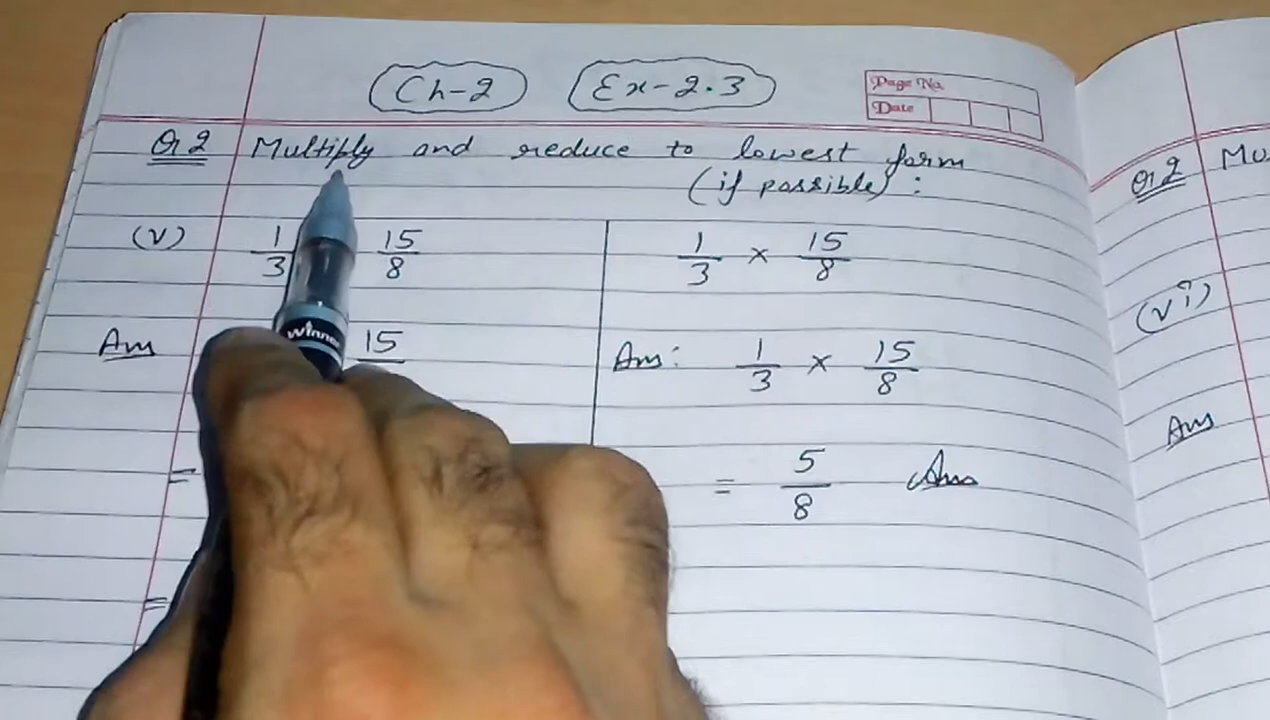 Ch-2 Ex-2.3
Page No.
Date
Q2 Multiply and reduce to lowest form
(if possible) :
(V) 1/3 15/8
Ans 15
=
=
1/3 × 15/8
Ans: 1/3 × 15/8
= 5/8 Ans
Winner
Q2 Mu
(vi)
Ans